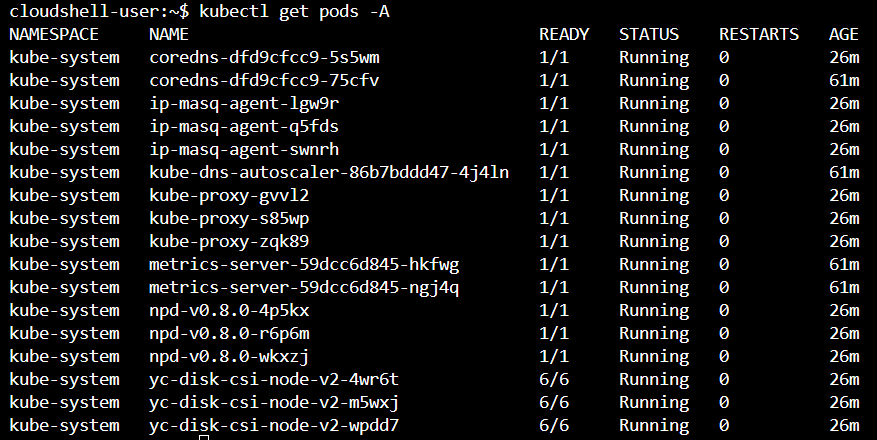 cloudshell-user:~$ kubectl get pods -A
NAMESPACE NAME READY STATUS RESTARTS AGE
kube-system coredns-dfd9cfcc9-5s5wm 1/1 Running 0 26m
kube-system coredns-dfd9cfcc9-75cfv 1/1 Running 0 61m
kube-system ip-masq-agent-lgw9r 1/1 Running 0 26m
kube-system ip-masq-agent-q5fds 1/1 Running 0 26m
kube-system ip-masq-agent-swnrh 1/1 Running 0 26m
kube-system kube-dns-autoscaler-86b7bddd47-4j4ln 1/1 Running 0 61m
kube-system kube-proxy-gvvl2 1/1 Running 0 26m
kube-system kube-proxy-s85wp 1/1 Running 0 26m
kube-system kube-proxy-zqk89 1/1 Running 0 26m
kube-system metrics-server-59dcc6d845-hkfwg 1/1 Running 0 61m
kube-system metrics-server-59dcc6d845-ngj4q 1/1 Running 0 61m
kube-system npd-v0.8.0-4p5kx 1/1 Running 0 26m
kube-system npd-v0.8.0-r6p6m 1/1 Running 0 26m
kube-system npd-v0.8.0-wkxzj 1/1 Running 0 26m
kube-system yc-disk-csi-node-v2-4wr6t 6/6 Running 0 26m
kube-system yc-disk-csi-node-v2-m5wxj 6/6 Running 0 26m
kube-system yc-disk-csi-node-v2-wpdd7 6/6 Running 0 26m